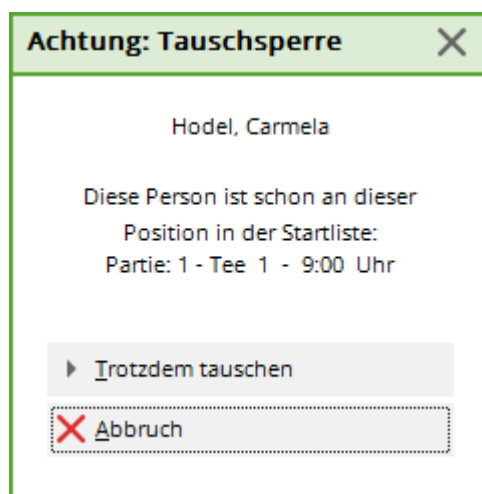 Achtung: Tauschsperre
Hodel, Carmela
Diese Person ist schon an dieser
Position in der Startliste:
Partie: 1 - Tee 1 - 9:00 Uhr
Trotzdem tauschen
Abbruch